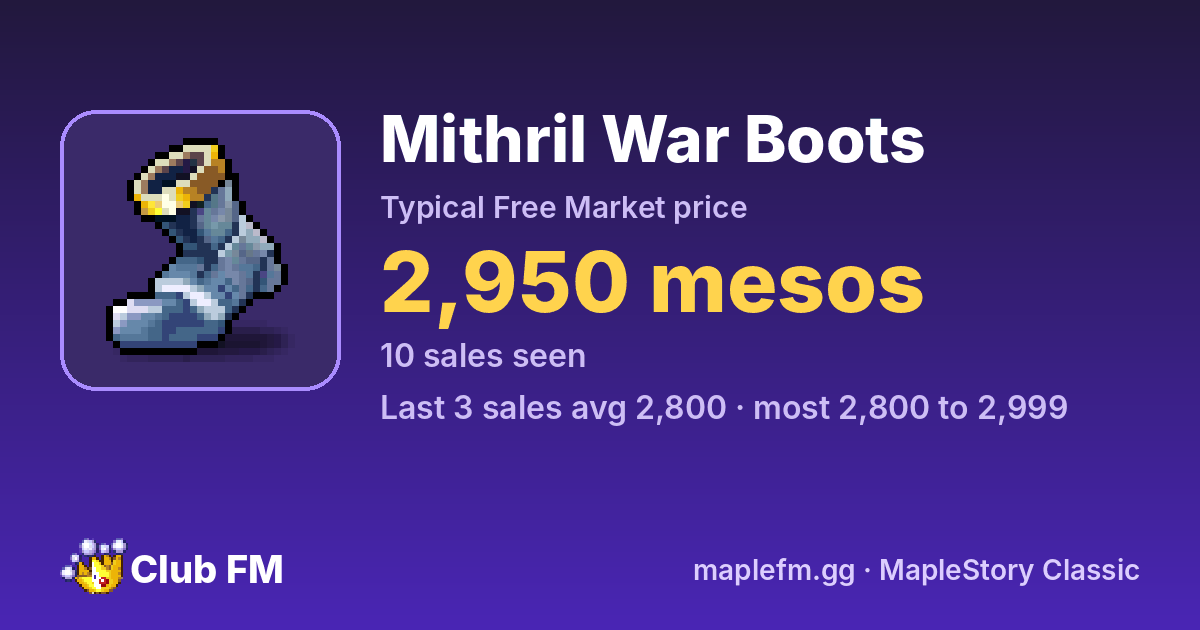 Mithril War Boots
Typical Free Market price
2,950 mesos
10 sales seen
Last 3 sales avg 2,800 · most 2,800 to 2,999
Club FM
maplefm.gg · MapleStory Classic